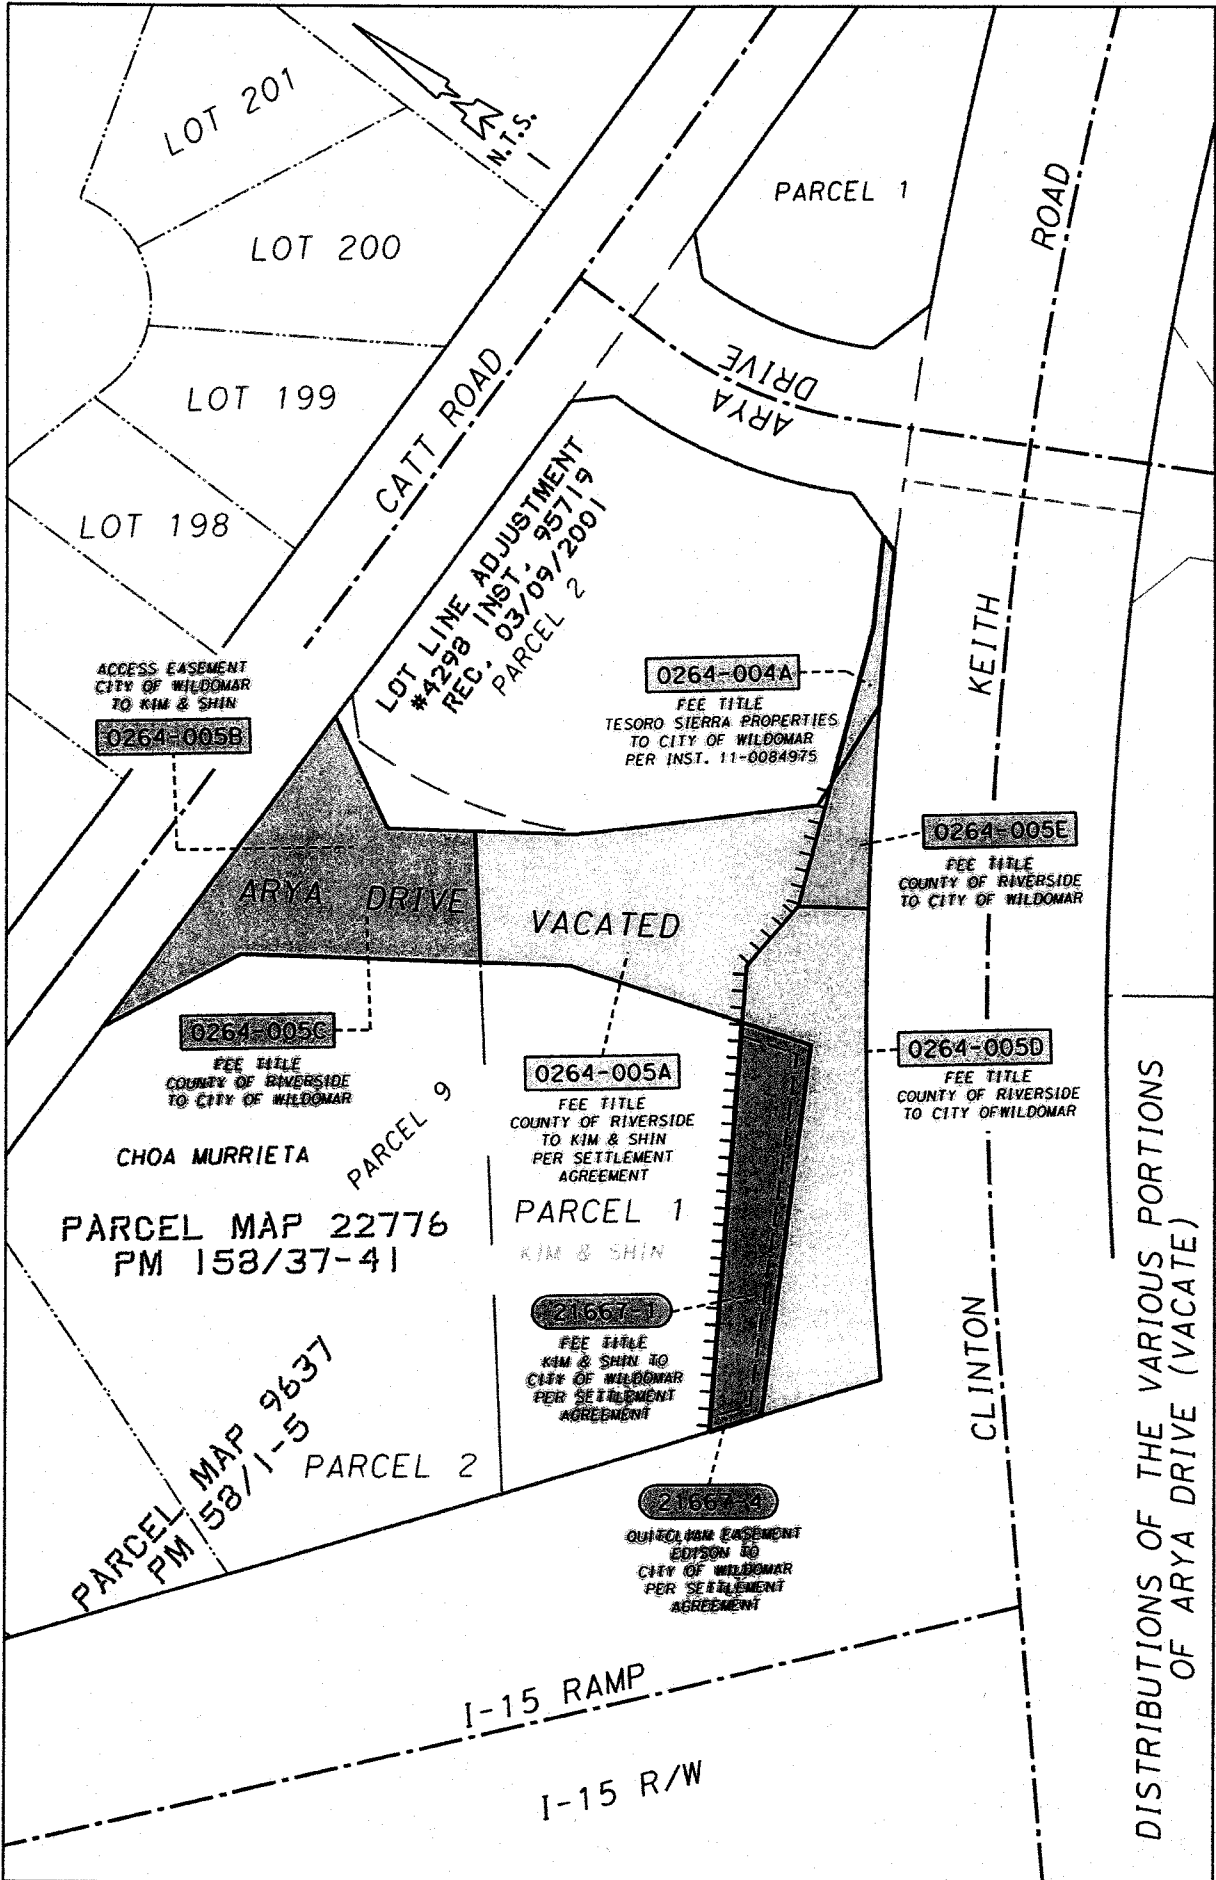 LOT 201
N.T.S.
PARCEL 1
ROAD
LOT 200
ARYA
DRIVE
LOT 199
CATT ROAD
LOT 198
LOT LINE ADJUSTMENT
#4298 INST. 95719
REC. 03/09/2001
PARCEL 2
KEITH
ACCESS EASEMENT
CITY OF WILDOMAR
TO KIM & SHIN
0264-005B
0264-004A
FEE TITLE
TESORO SIERRA PROPERTIES
TO CITY OF WILDOMAR
PER INST. 11-0084975
0264-005E
FEE TITLE
COUNTY OF RIVERSIDE
TO CITY OF WILDOMAR
ARYA DRIVE
VACATED
0264-005C
FEE TITLE
COUNTY OF RIVERSIDE
TO CITY OF WILDOMAR
0264-005A
FEE TITLE
COUNTY OF RIVERSIDE
TO KIM & SHIN
PER SETTLEMENT
AGREEMENT
0264-005D
FEE TITLE
COUNTY OF RIVERSIDE
TO CITY OFWILDOMAR
CHOA MURRIETA
PARCEL 9
PARCEL MAP 22776
PM 158/37-41
PARCEL 1
KIM & SHIN
21667-1
FEE TITLE
KIM & SHIN TO
CITY OF WILDOMAR
PER SETTLEMENT
AGREEMENT
CLINTON
PARCEL MAP 9637
PM 58/1-5
PARCEL 2
21667-4
QUITCLIAM EASEMENT
EDISON TO
CITY OF WILDOMAR
PER SETTLEMENT
AGREEMENT
I-15 RAMP
I-15 R/W
DISTRIBUTIONS OF THE VARIOUS PORTIONS
OF ARYA DRIVE (VACATE)